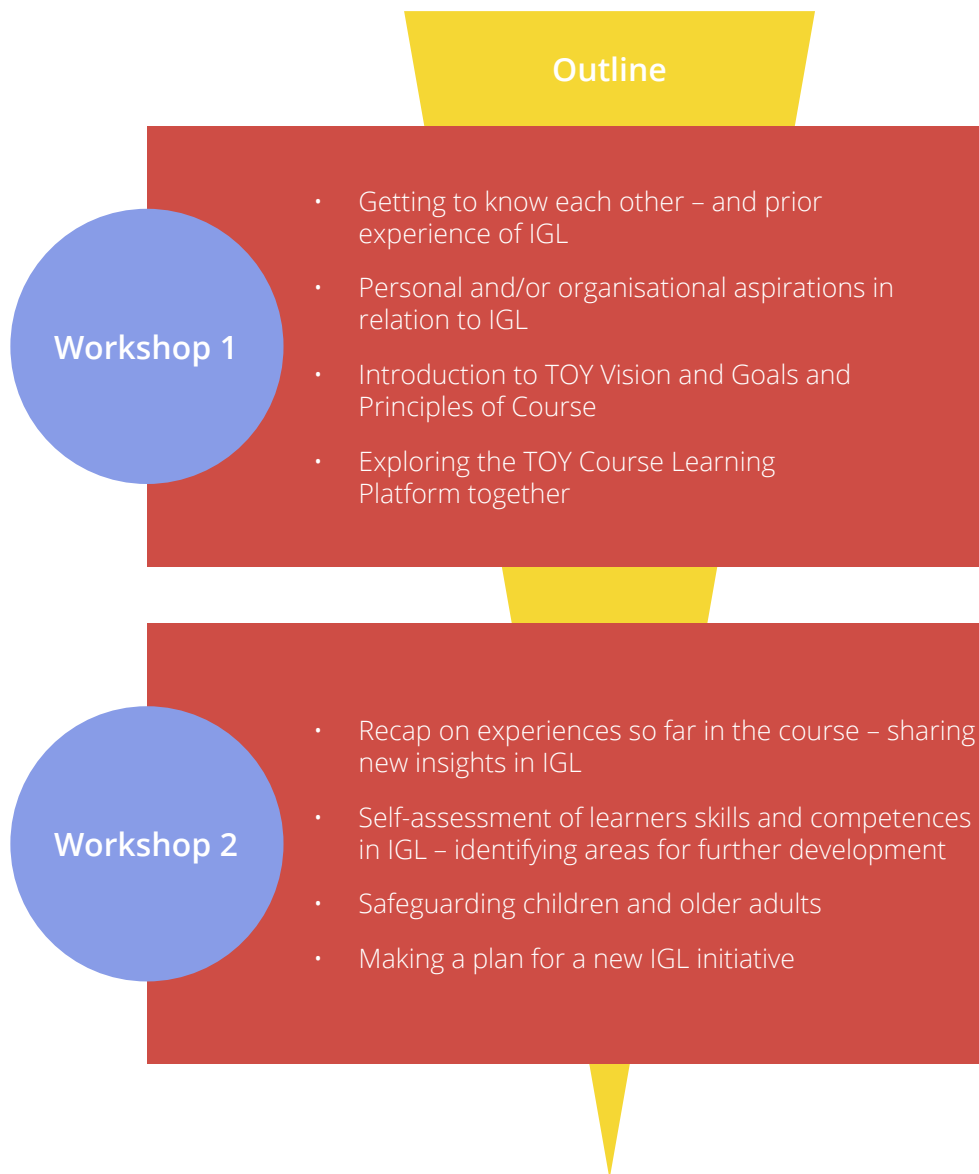 Outline
Workshop 1
• Getting to know each other – and prior
experience of IGL
• Personal and/or organisational aspirations in
relation to IGL
• Introduction to TOY Vision and Goals and
Principles of Course
• Exploring the TOY Course Learning
Platform together
Workshop 2
• Recap on experiences so far in the course – sharing
new insights in IGL
• Self-assessment of learners skills and competences
in IGL – identifying areas for further development
• Safeguarding children and older adults
• Making a plan for a new IGL initiative